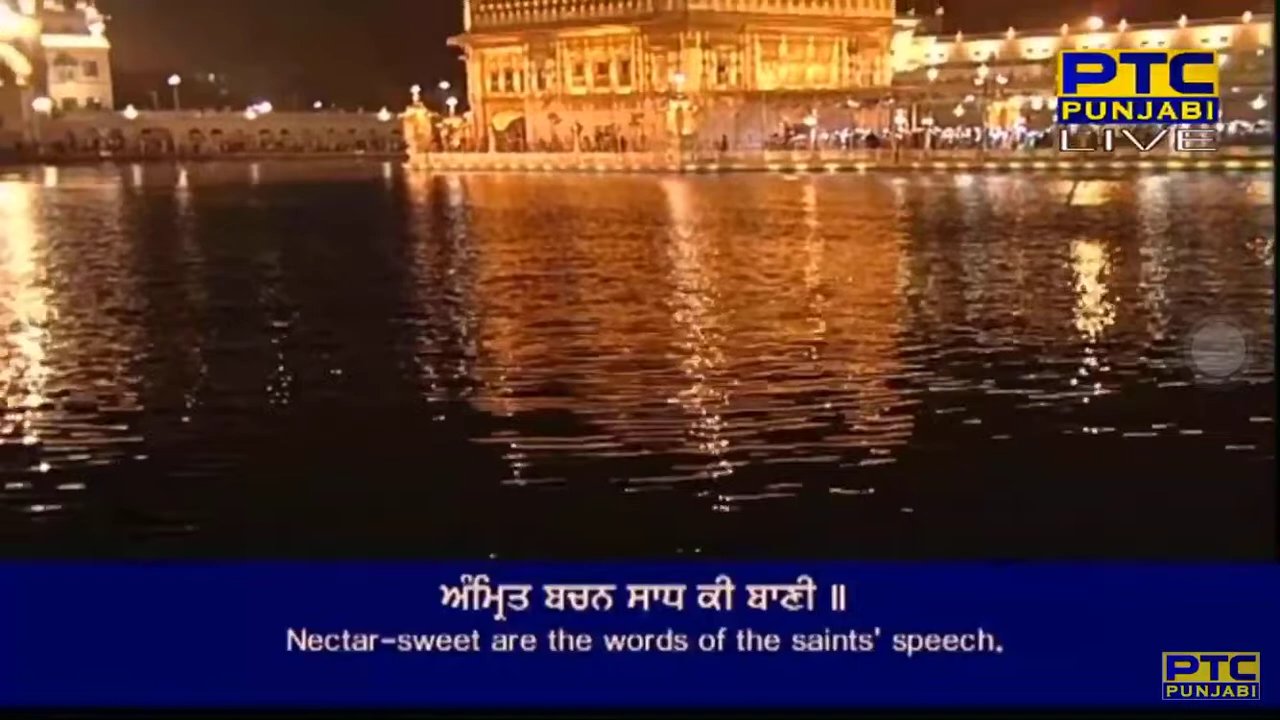 PTC
PUNJABI
LIVE
ਅੰਮ੍ਰਿਤ ਬਚਨ ਸਾਧ ਕੀ ਬਾਣੀ ॥
Nectar-sweet are the words of the saints' speech.
PTC
PUNJABI